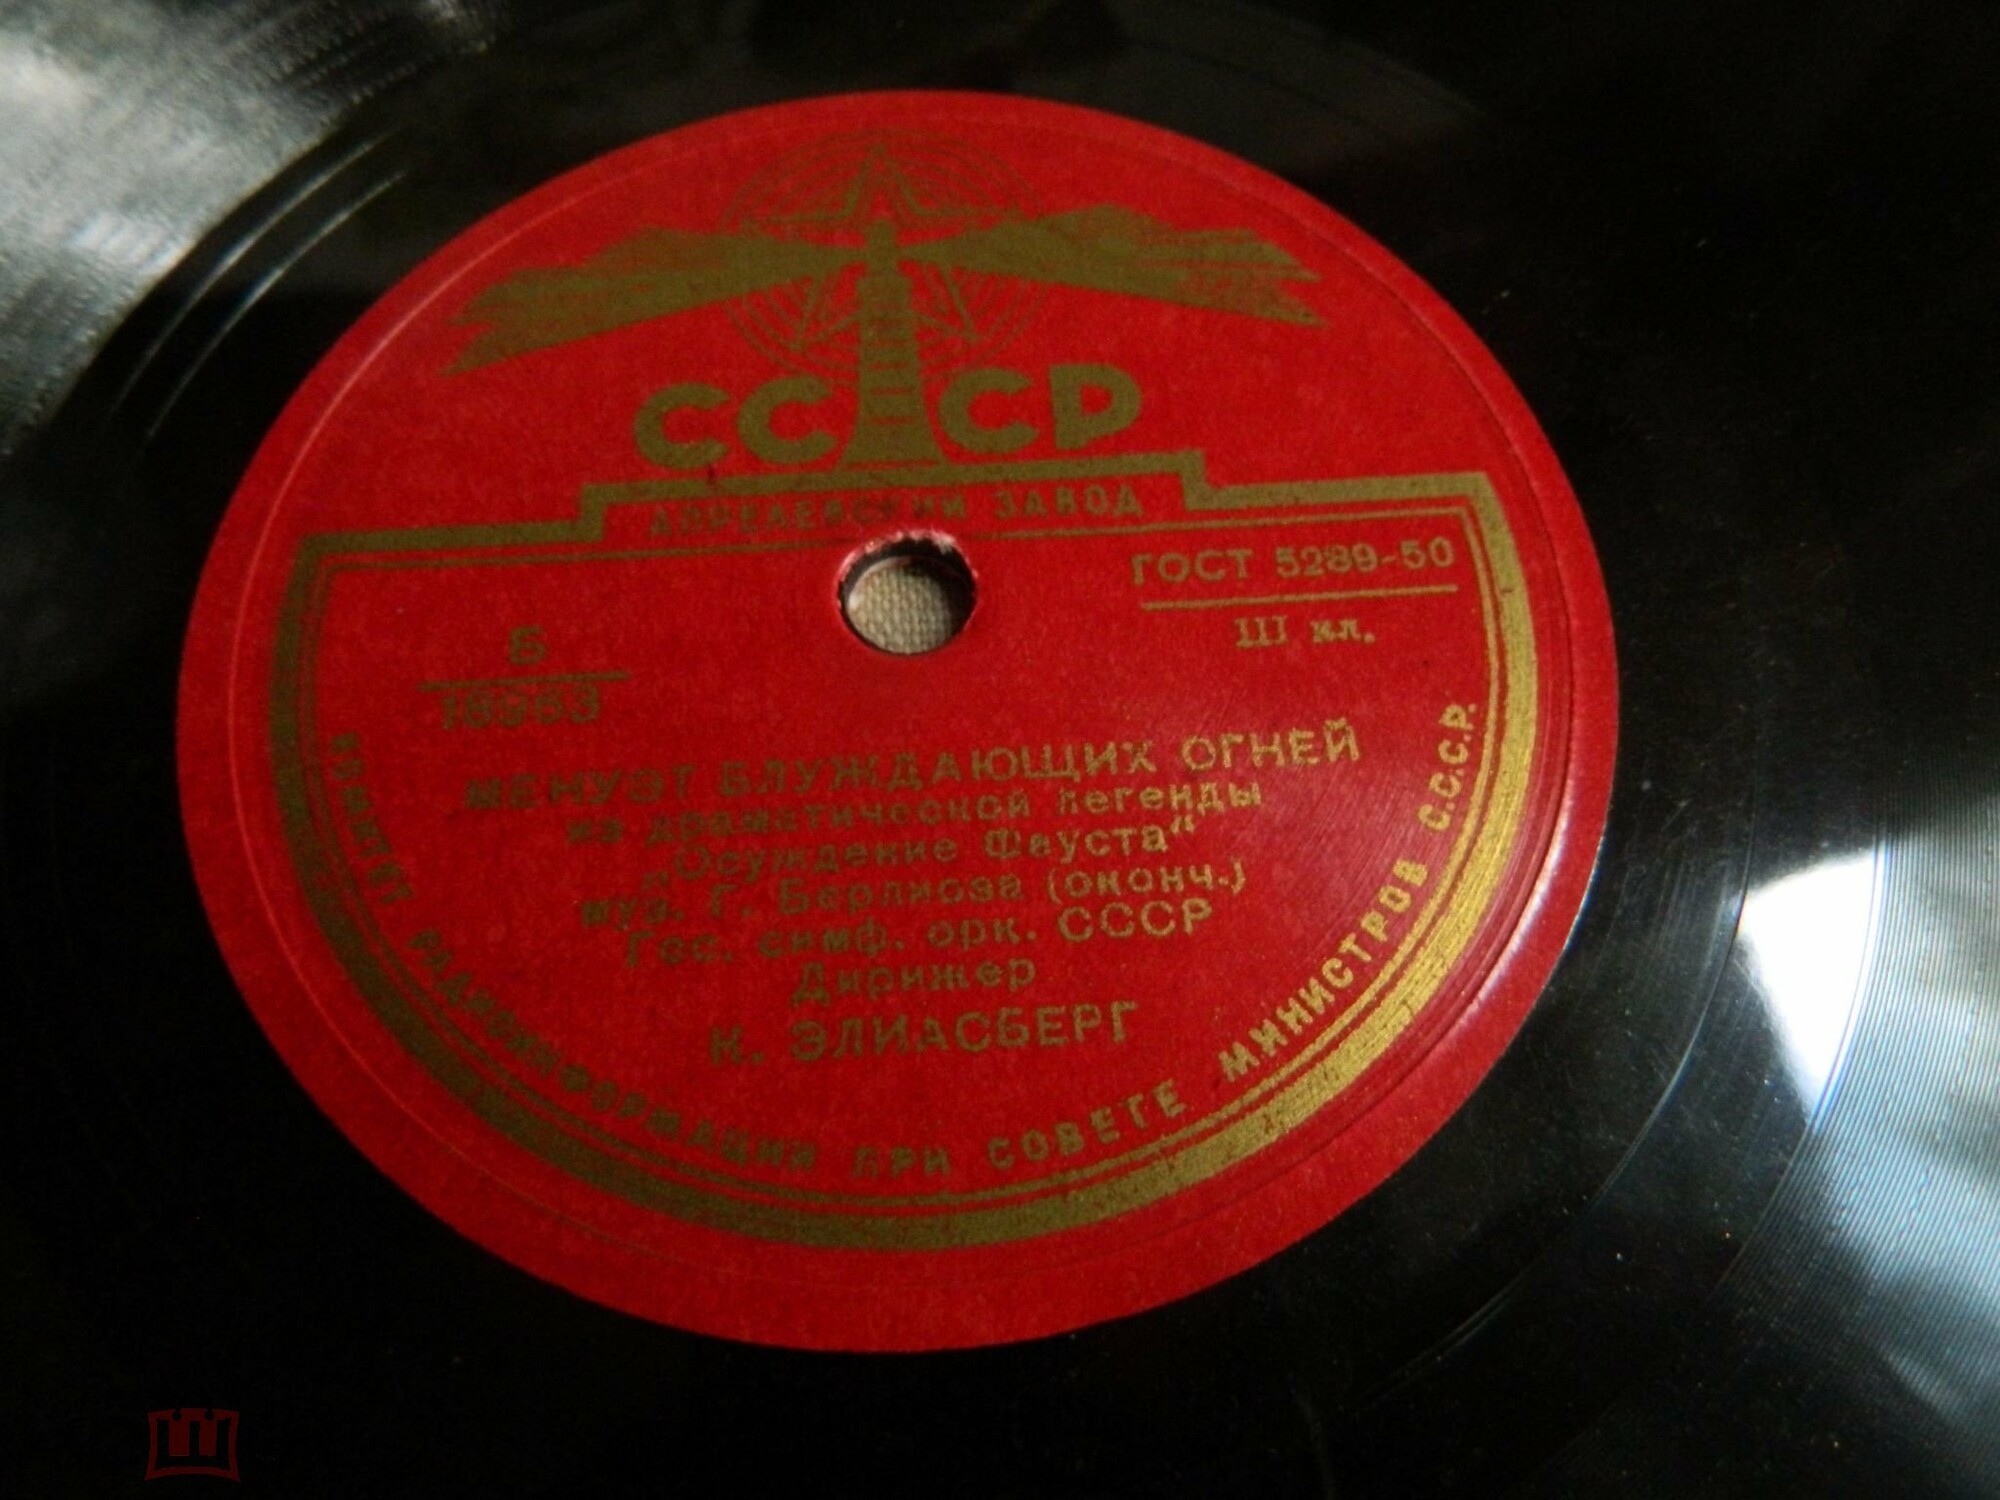 СССР
АПРЕЛЕВСКИЙ ЗАВОД
ГОСТ 5289-50
III кл.
Б
18963
МЕНУЭТ БЛУЖДАЮЩИХ ОГНЕЙ
из драматической легенды
„Осуждение Фауста“
муз. Г. Берлиоза (оконч.)
Гос. симф. орк. СССР
Дирижер
К. ЭЛИАСБЕРГ
КОМИТЕТ РАДИОИНФОРМАЦИИ ПРИ СОВЕТЕ МИНИСТРОВ С.С.С.Р.